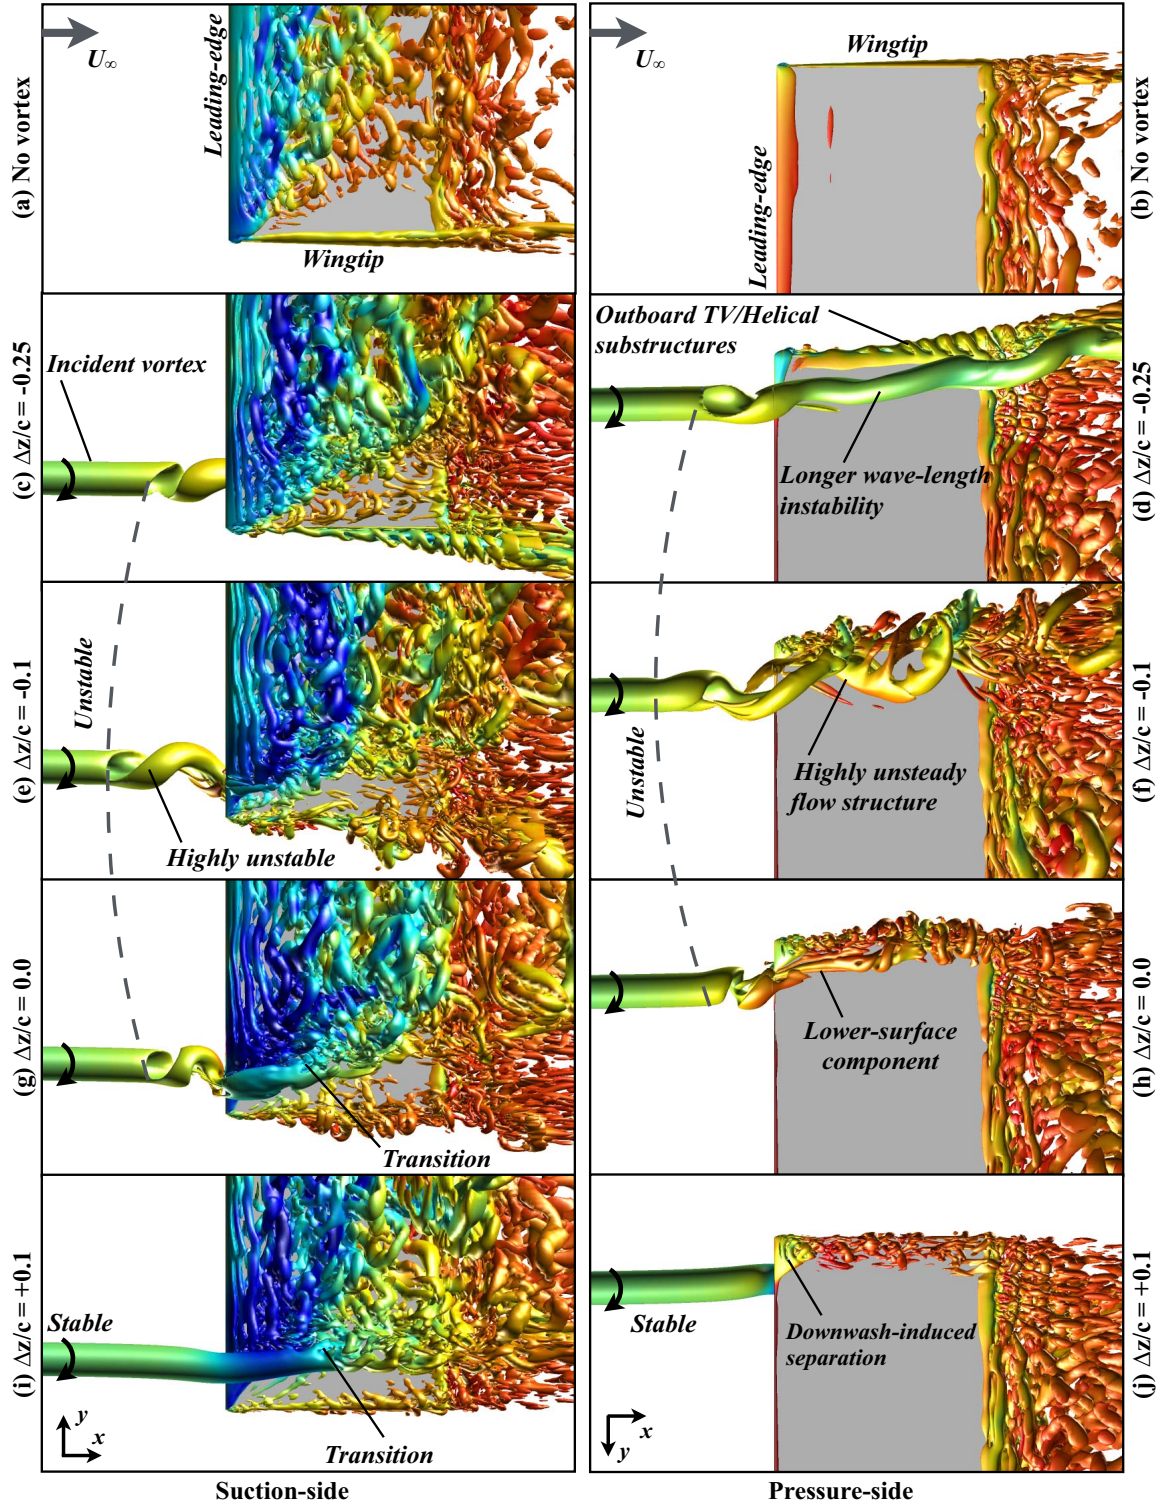 (a) No vortex
U∞
Leading-edge
Wingtip
(b) No vortex
U∞
Leading-edge
Wingtip
(c) Δz/c = -0.25
Incident vortex
(d) Δz/c = -0.25
Outboard TV/Helical
substructures
Longer wave-length
instability
(e) Δz/c = -0.1
Unstable
Highly unstable
(f) Δz/c = -0.1
Unstable
Highly unsteady
flow structure
(g) Δz/c = 0.0
Transition
(h) Δz/c = 0.0
Lower-surface
component
(i) Δz/c = +0.1
Stable
Transition
y
x
(j) Δz/c = +0.1
Stable
Downwash-induced
separation
x
y
Suction-side
Pressure-side